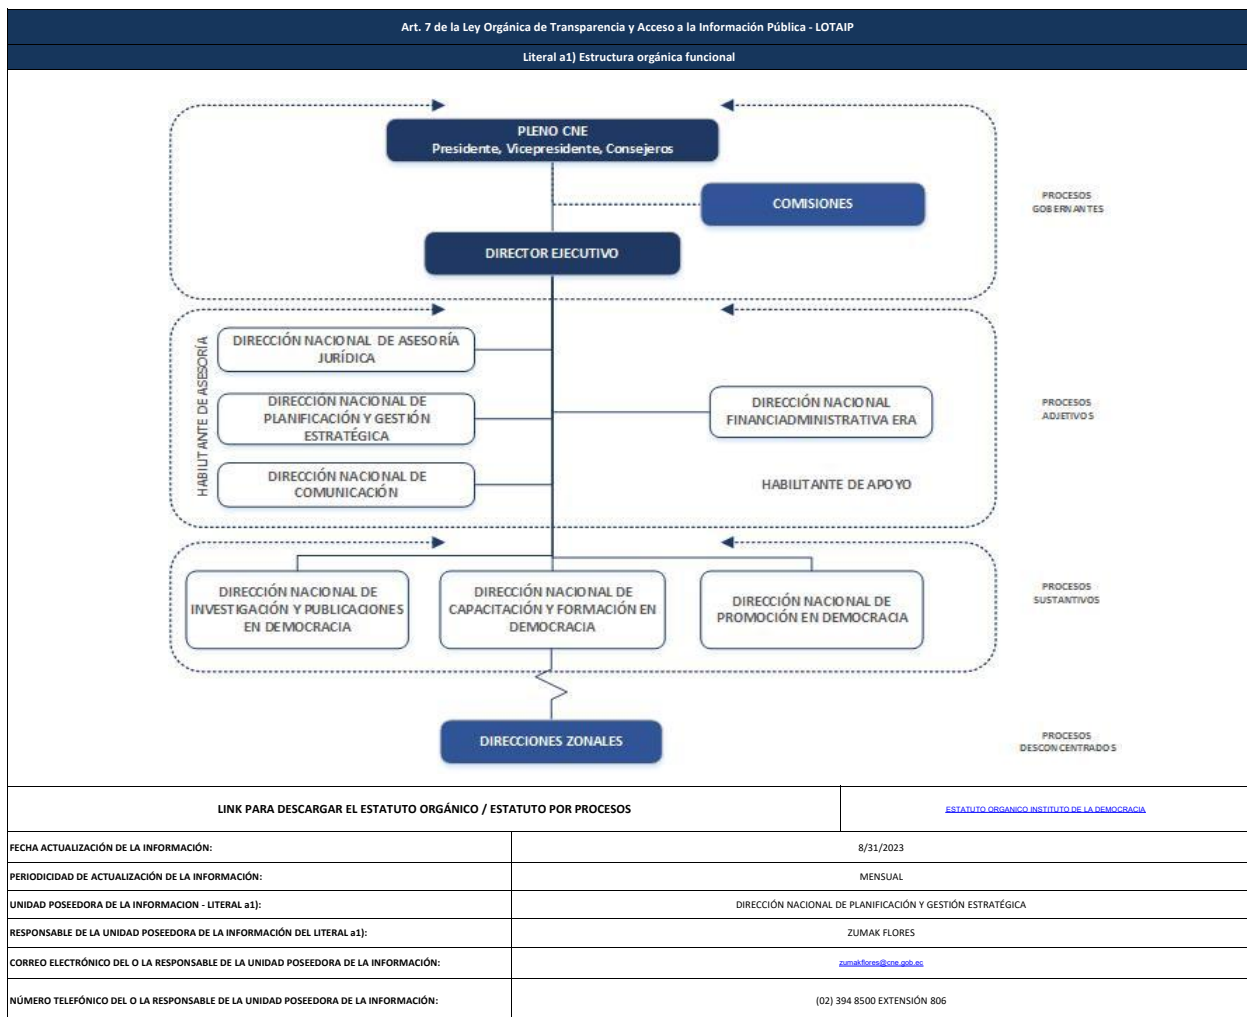 Art. 7 de la Ley Orgánica de Transparencia y Acceso a la Información Pública - LOTAIP
Literal a1) Estructura orgánica funcional
PLENO CNE
Presidente, Vicepresidente, Consejeros
COMISIONES
PROCESOS
GOBERNANTES
DIRECTOR EJECUTIVO
HABILITANTE DE ASESORÍA
DIRECCIÓN NACIONAL DE ASESORÍA
JURÍDICA
DIRECCIÓN NACIONAL DE
PLANIFICACIÓN Y GESTIÓN
ESTRATÉGICA
DIRECCIÓN NACIONAL DE
COMUNICACIÓN
DIRECCIÓN NACIONAL
FINANCIADMINISTRATIVA ERA
HABILITANTE DE APOYO
PROCESOS
ADJETIVOS
DIRECCIÓN NACIONAL DE
INVESTIGACIÓN Y PUBLICACIONES
EN DEMOCRACIA
DIRECCIÓN NACIONAL DE
CAPACITACIÓN Y FORMACIÓN EN
DEMOCRACIA
DIRECCIÓN NACIONAL DE
PROMOCIÓN EN DEMOCRACIA
PROCESOS
SUSTANTIVOS
DIRECCIONES ZONALES
PROCESOS
DESCONCENTRADOS
LINK PARA DESCARGAR EL ESTATUTO ORGÁNICO / ESTATUTO POR PROCESOS
ESTATUTO ORGANICO INSTITUTO DE LA DEMOCRACIA
FECHA ACTUALIZACIÓN DE LA INFORMACIÓN:
8/31/2023
PERIODICIDAD DE ACTUALIZACIÓN DE LA INFORMACIÓN:
MENSUAL
UNIDAD POSEEDORA DE LA INFORMACION - LITERAL a1):
DIRECCIÓN NACIONAL DE PLANIFICACIÓN Y GESTIÓN ESTRATÉGICA
RESPONSABLE DE LA UNIDAD POSEEDORA DE LA INFORMACIÓN DEL LITERAL a1):
ZUMAK FLORES
CORREO ELECTRÓNICO DEL O LA RESPONSABLE DE LA UNIDAD POSEEDORA DE LA INFORMACIÓN:
zumakflores@cne.gob.ec
NÚMERO TELEFÓNICO DEL O LA RESPONSABLE DE LA UNIDAD POSEEDORA DE LA INFORMACIÓN:
(02) 394 8500 EXTENSIÓN 806